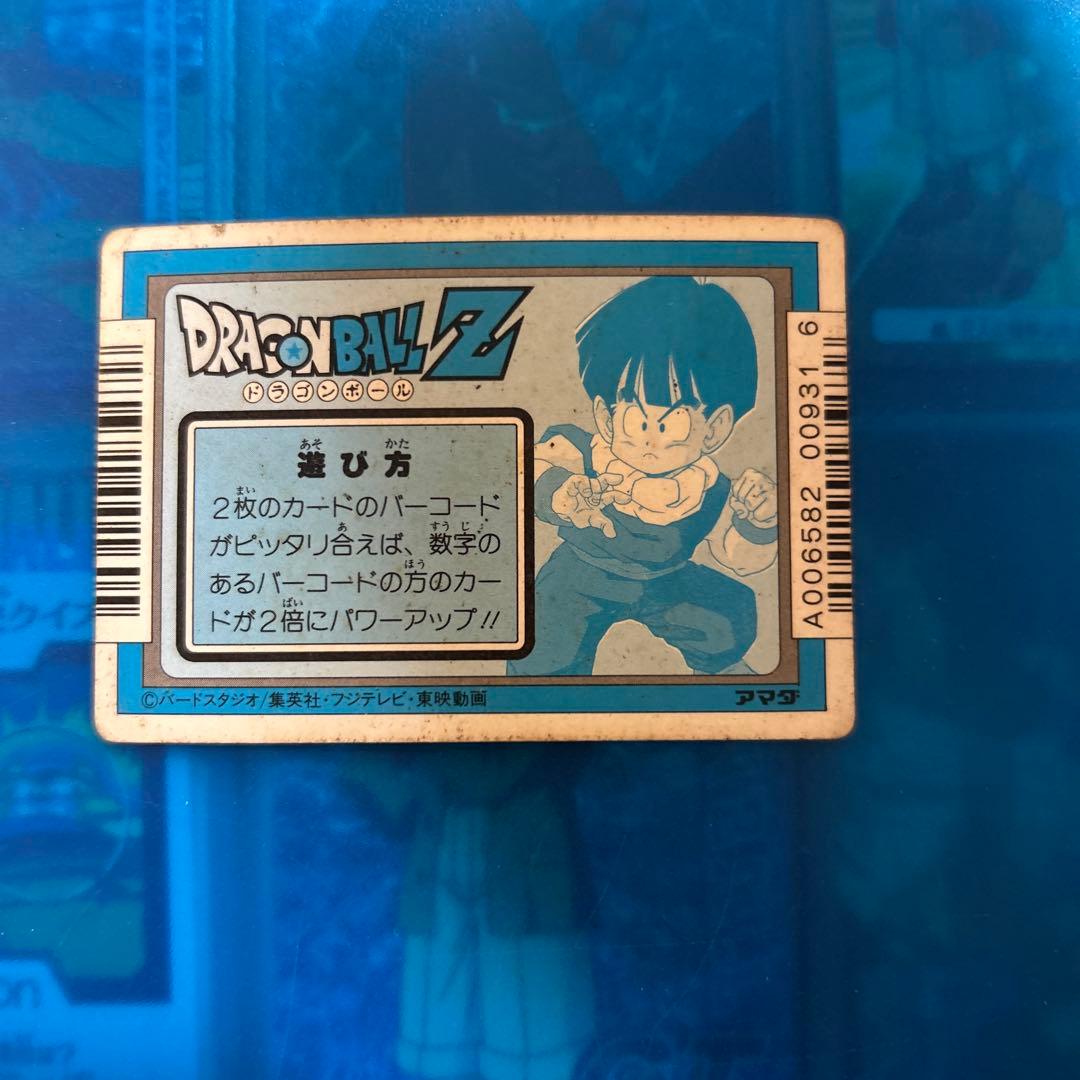 DRAGONBALL Z
ドラゴンボール
遊び方
2枚のカードのバーコード
がピッタリ合えば、数字の
あるバーコードの方のカー
ドが2倍にパワーアップ!!
A006582 00931 6
©バードスタジオ/集英社・フジテレビ・東映動画
アマダ
クイズ
on